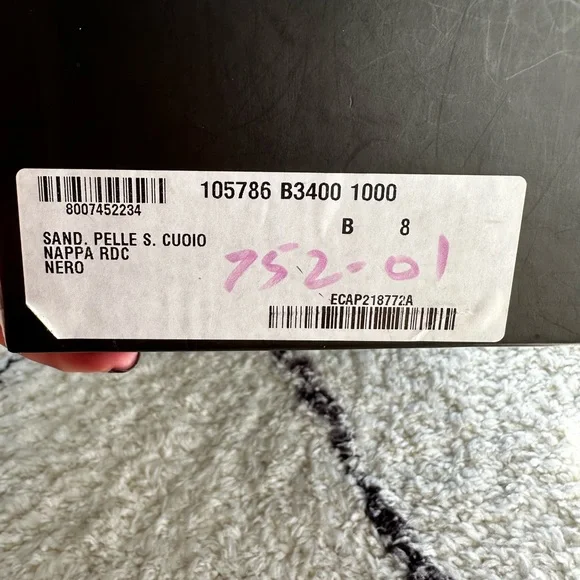 105786 B3400 1000
8007452234
B 8
SAND. PELLE S. CUOIO
NAPPA RDC
NERO
752-01
ECAP218772A